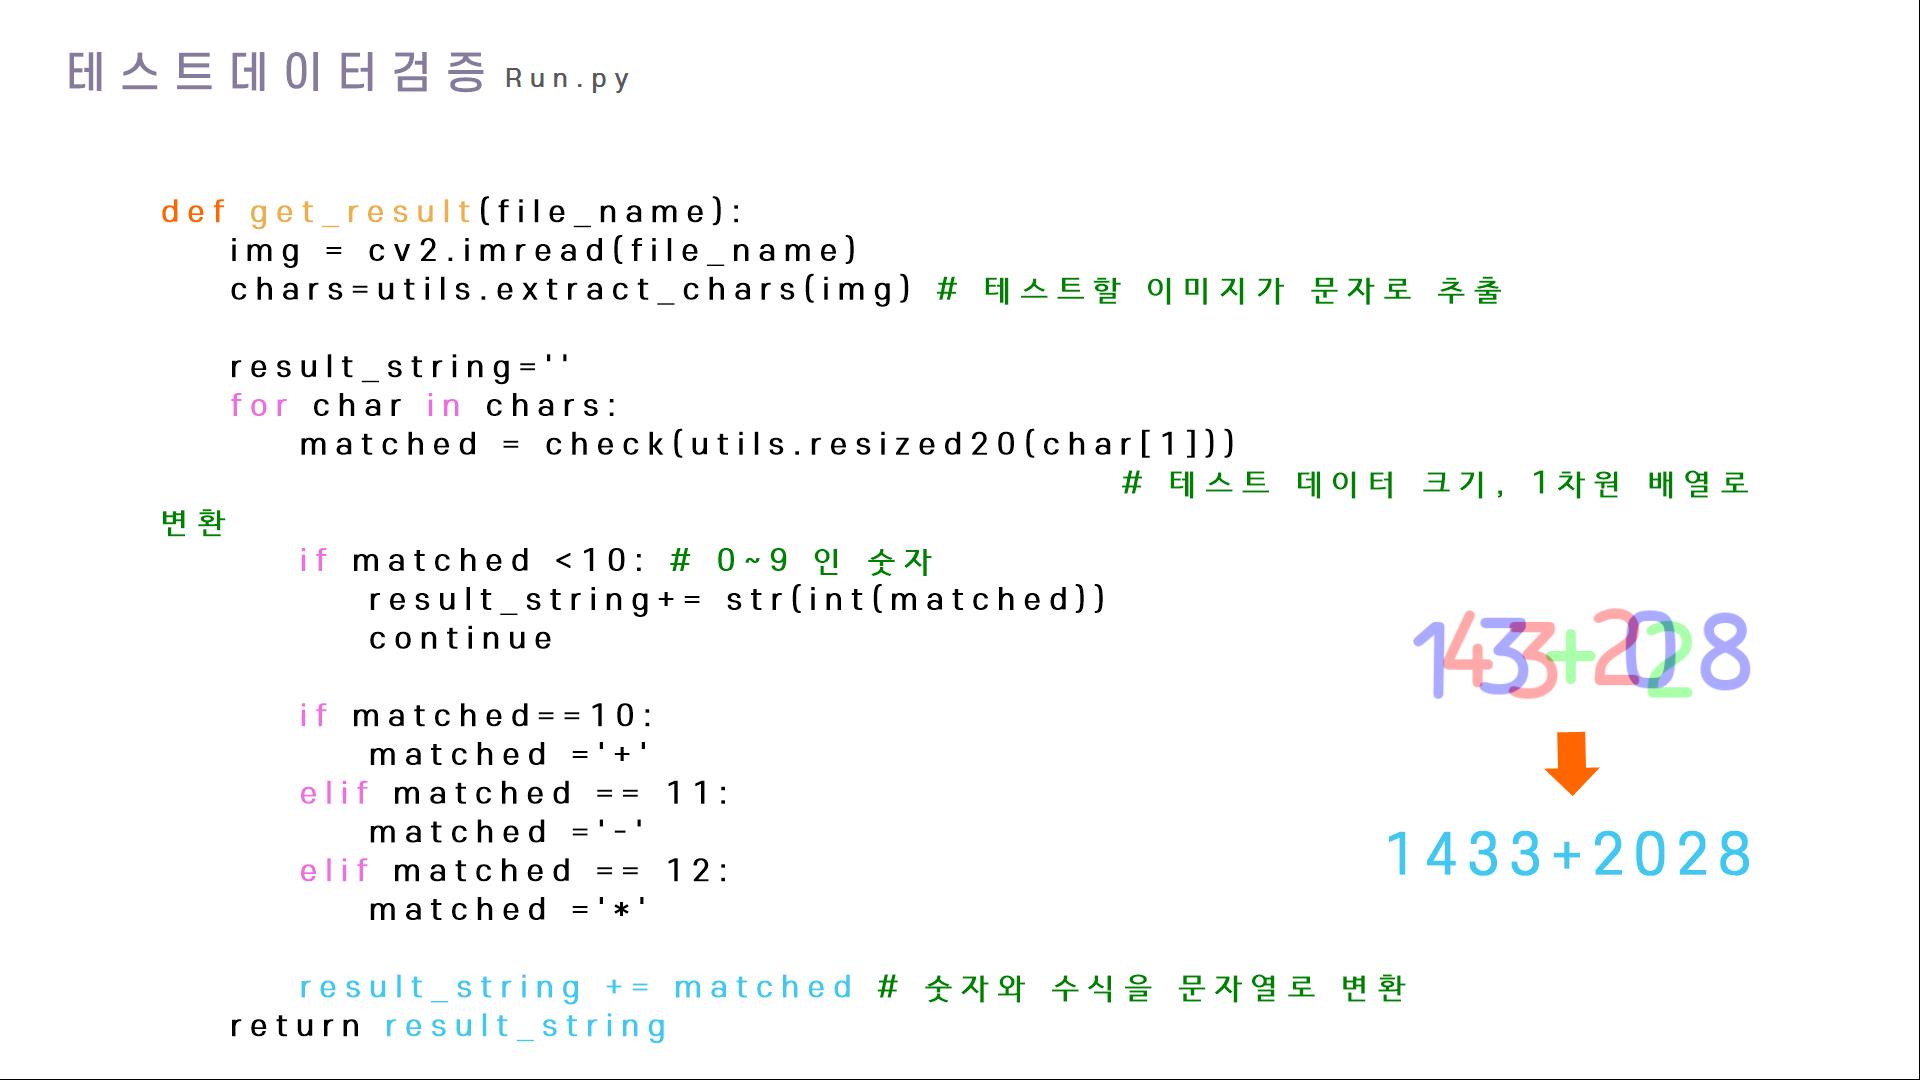 테스트데이터검증 Run.py
def get_result(file_name):
    img = cv2.imread(file_name)
    chars=utils.extract_chars(img) # 테스트할 이미지가 문자로 추출
    result_string=''
    for char in chars:
        matched = check(utils.resized20(char[1]))
# 테스트 데이터 크기, 1차원 배열로
변환
        if matched <10: # 0~9 인 숫자
            result_string+= str(int(matched))
            continue
        if matched==10:
            matched ='+'
        elif matched == 11:
            matched ='-'
        elif matched == 12:
            matched ='*'
        result_string += matched # 숫자와 수식을 문자열로 변환
    return result_string
1433+2028
1433+2028